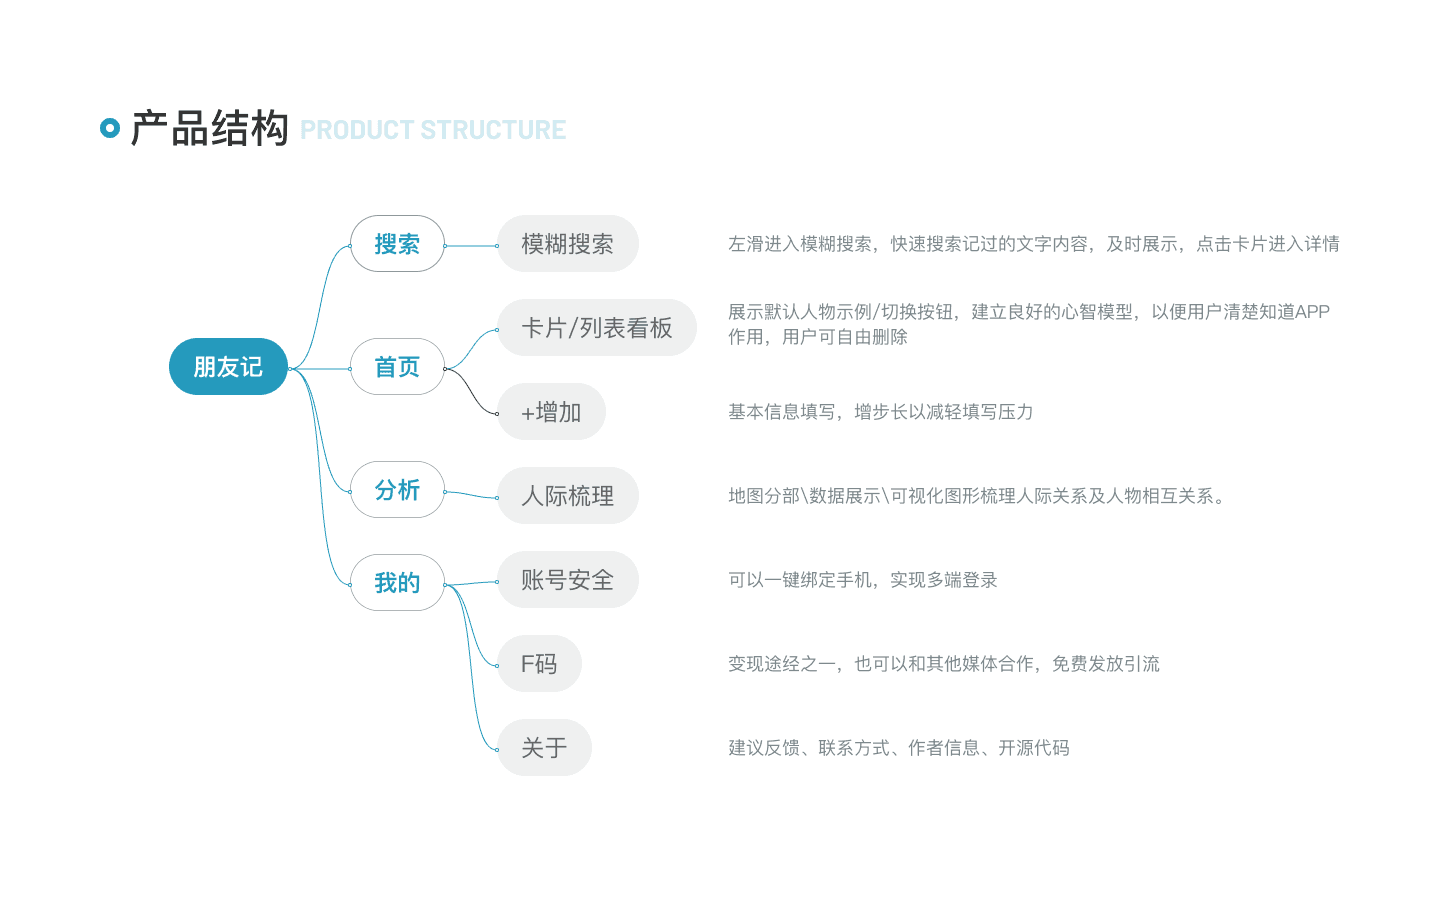 产品结构 PRODUCT STRUCTURE
搜索
模糊搜索
左滑进入模糊搜索，快速搜索记过的文字内容，及时展示，点击卡片进入详情
朋友记
首页
卡片/列表看板
展示默认人物示例/切换按钮，建立良好的心智模型，以便用户清楚知道APP
作用，用户可自由删除
+增加
基本信息填写，增步长以减轻填写压力
分析
人际梳理
地图分部\数据展示\可视化图形梳理人际关系及人物相互关系。
我的
账号安全
可以一键绑定手机，实现多端登录
F码
变现途经之一，也可以和其他媒体合作，免费发放引流
关于
建议反馈、联系方式、作者信息、开源代码